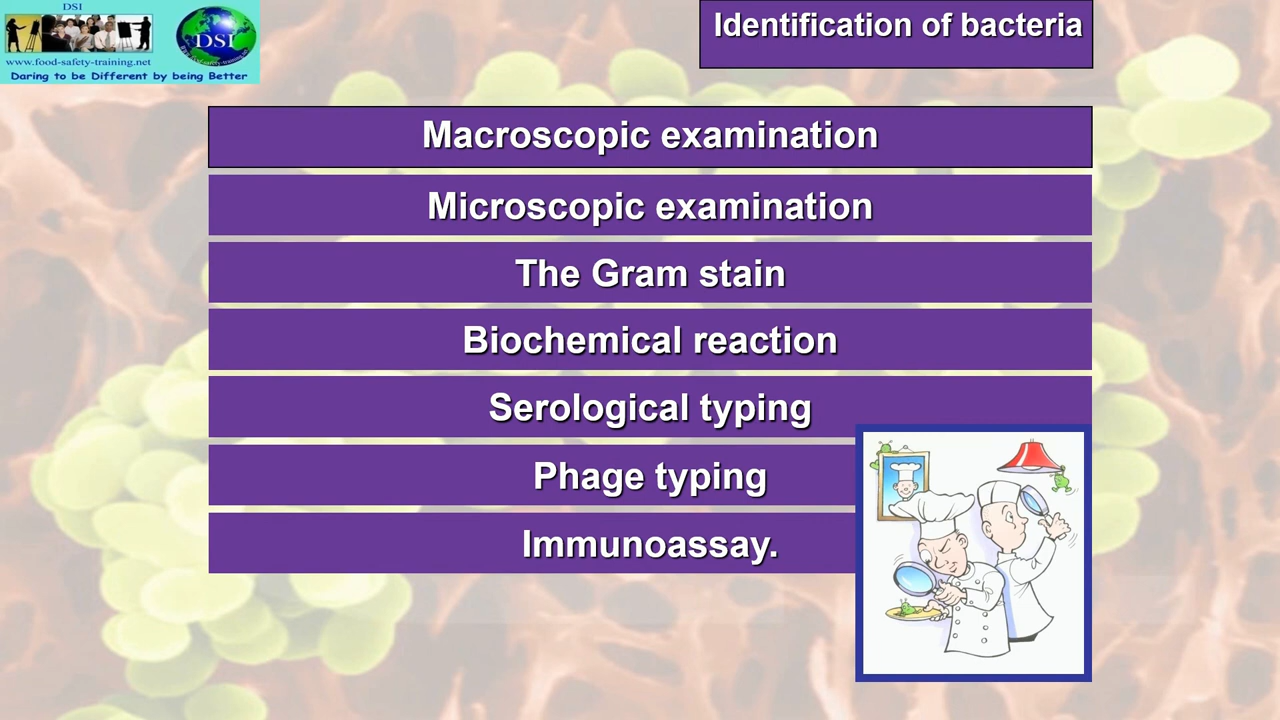 DSI
DSI
www.food-safety-training.net
Daring to be Different by being Better
Identification of bacteria
Macroscopic examination
Microscopic examination
The Gram stain
Biochemical reaction
Serological typing
Phage typing
Immunoassay.